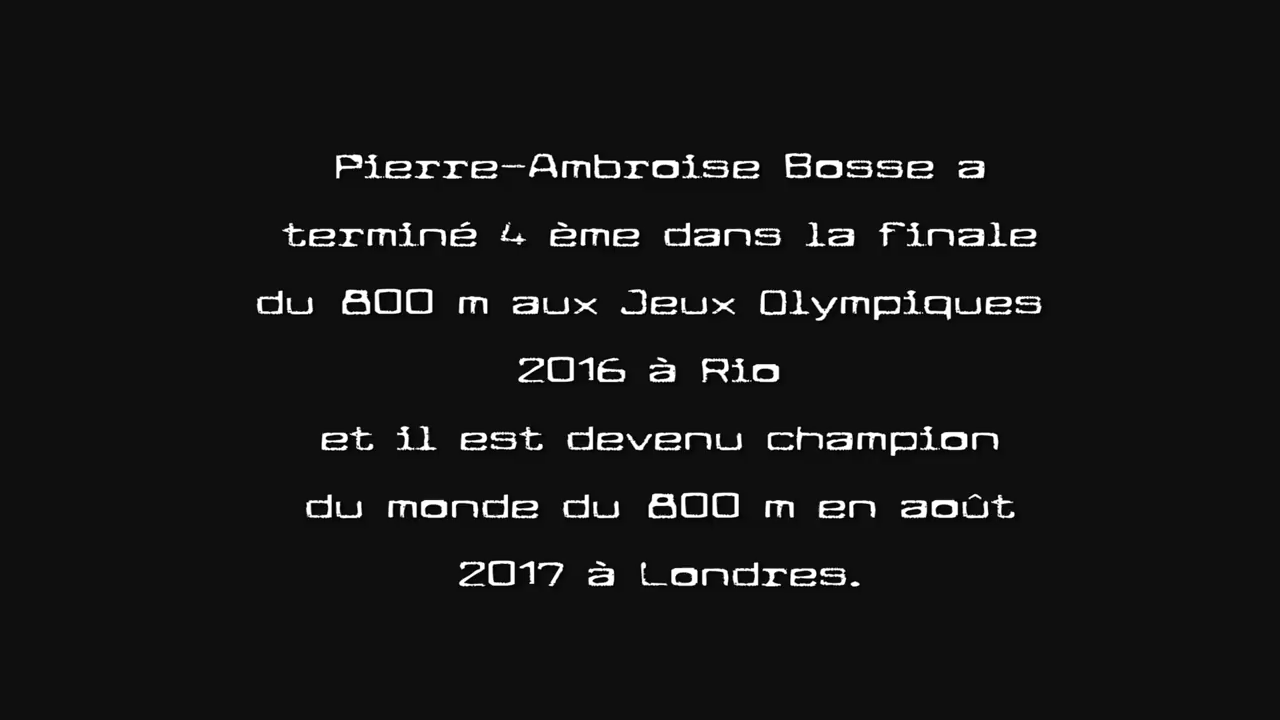 Pierre-Ambroise Bosse a
terminé 4 ème dans la finale
du 800 m aux Jeux Olympiques
2016 à Rio
et il est devenu champion
du monde du 800 m en août
2017 à Londres.